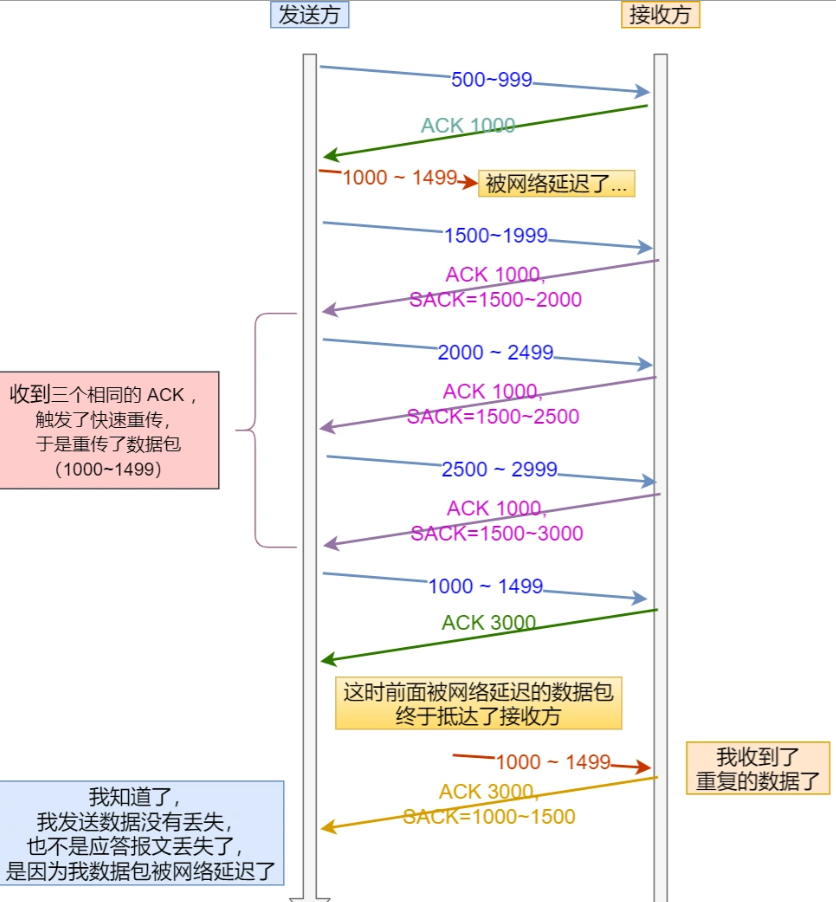 发送方
接收方
500~999
ACK 1000
1000 ~ 1499
被网络延迟了...
1500~1999
ACK 1000,
SACK=1500~2000
2000 ~ 2499
ACK 1000,
SACK=1500~2500
收到三个相同的 ACK，
触发了快速重传，
于是重传了数据包
（1000~1499）
2500 ~ 2999
ACK 1000,
SACK=1500~3000
1000 ~ 1499
ACK 3000
这时前面被网络延迟的数据包
终于抵达了接收方
1000 ~ 1499
我收到了
重复的数据了
ACK 3000,
SACK=1000~1500
我知道了，
我发送数据没有丢失，
也不是应答报文丢失了，
是因为我数据包被网络延迟了